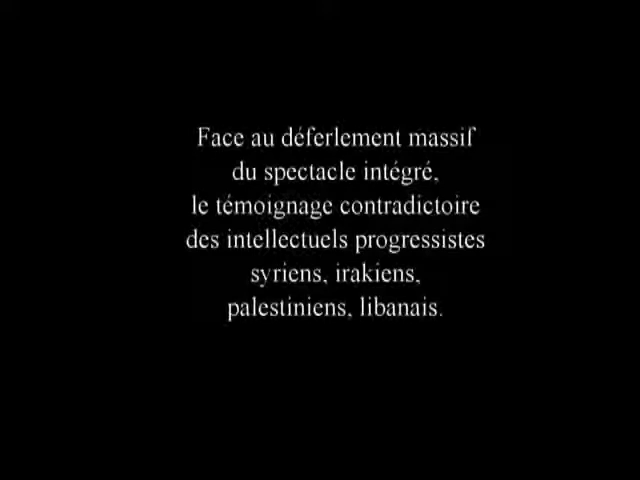 Face au déferlement massif
du spectacle intégré,
le témoignage contradictoire
des intellectuels progressistes
syriens, irakiens,
palestiniens, libanais.